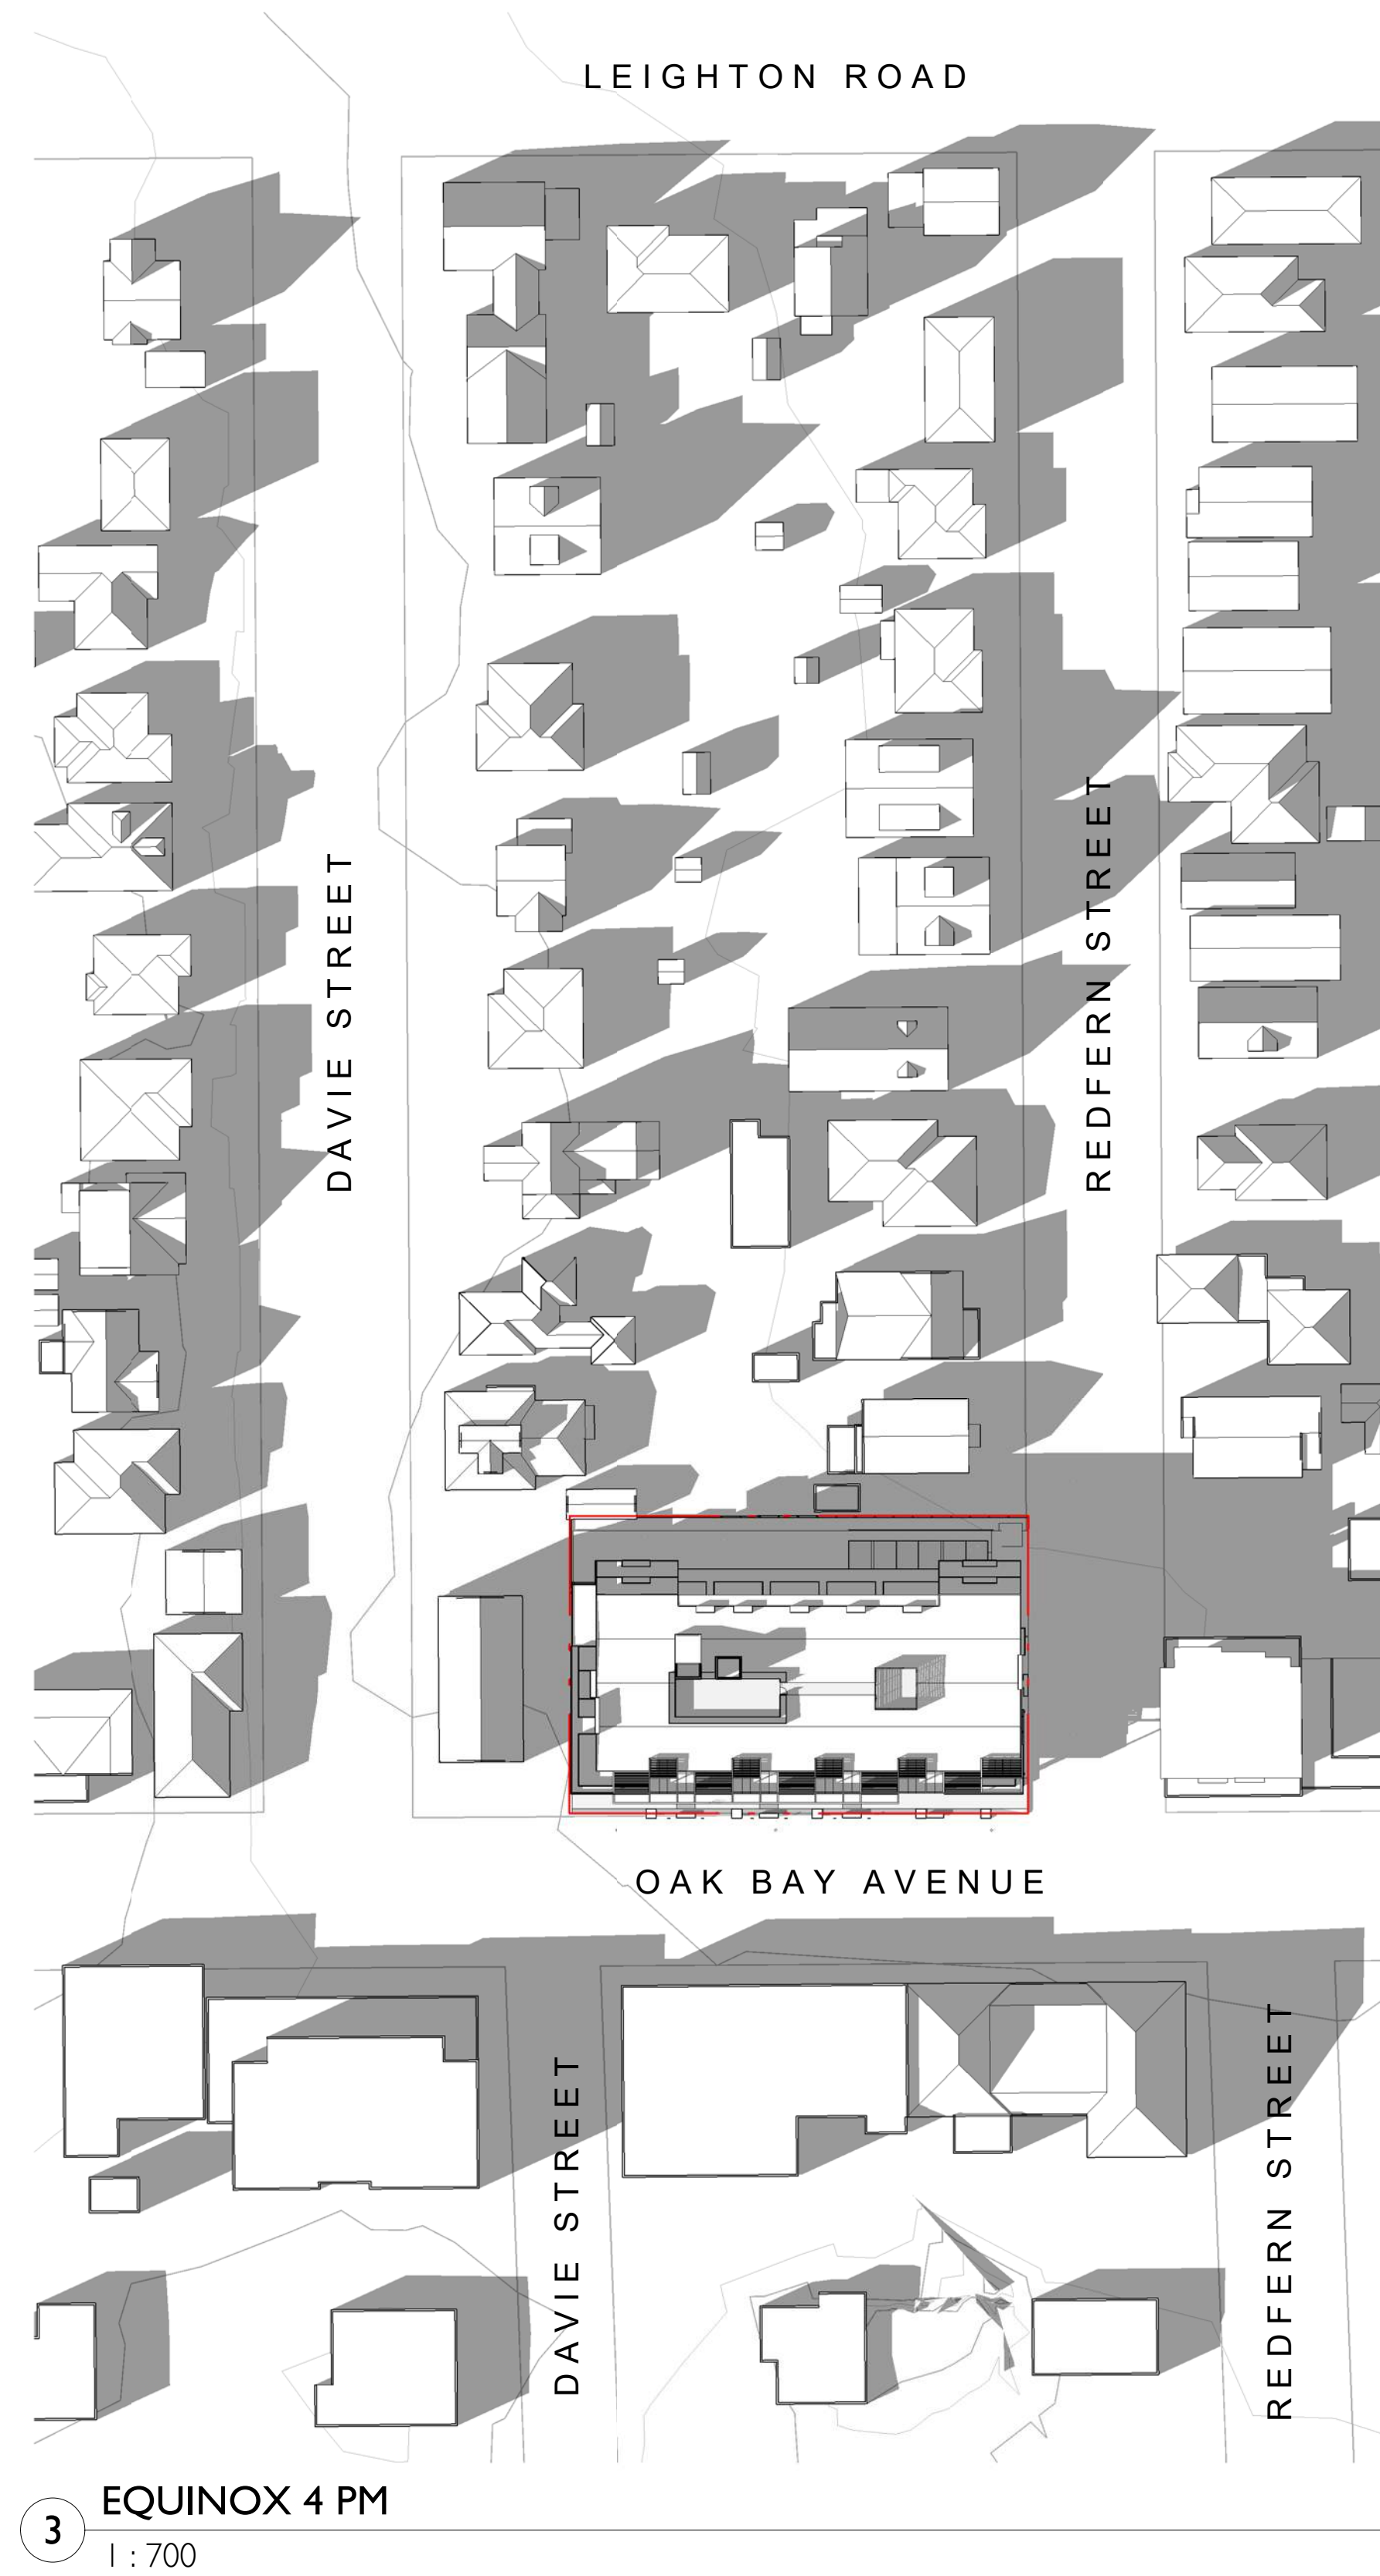 LEIGHTON ROAD
DAVIE STREET
REDFERN STREET
OAK BAY AVENUE
DAVIE STREET
REDFERN STREET
3
EQUINOX 4 PM
1 : 700